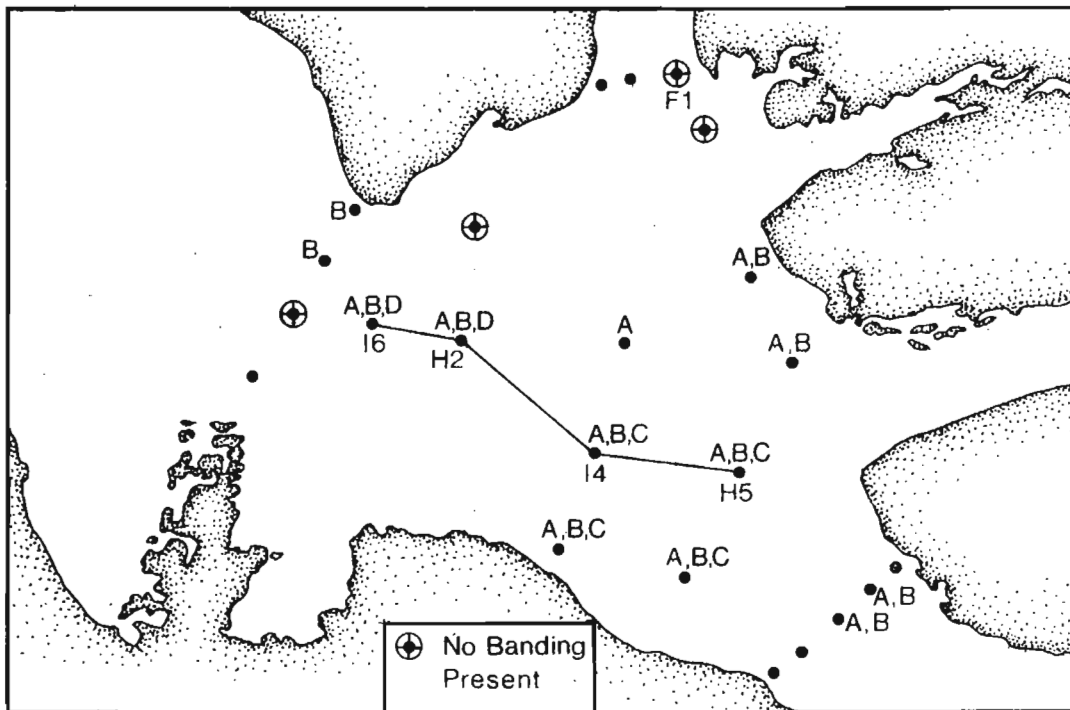 F1
B
B
A,B
A,B,D
I6
A,B,D
H2
A
A,B
A,B,C
I4
A,B,C
H5
A,B,C
A,B,C
A,B
A,B
No Banding
Present